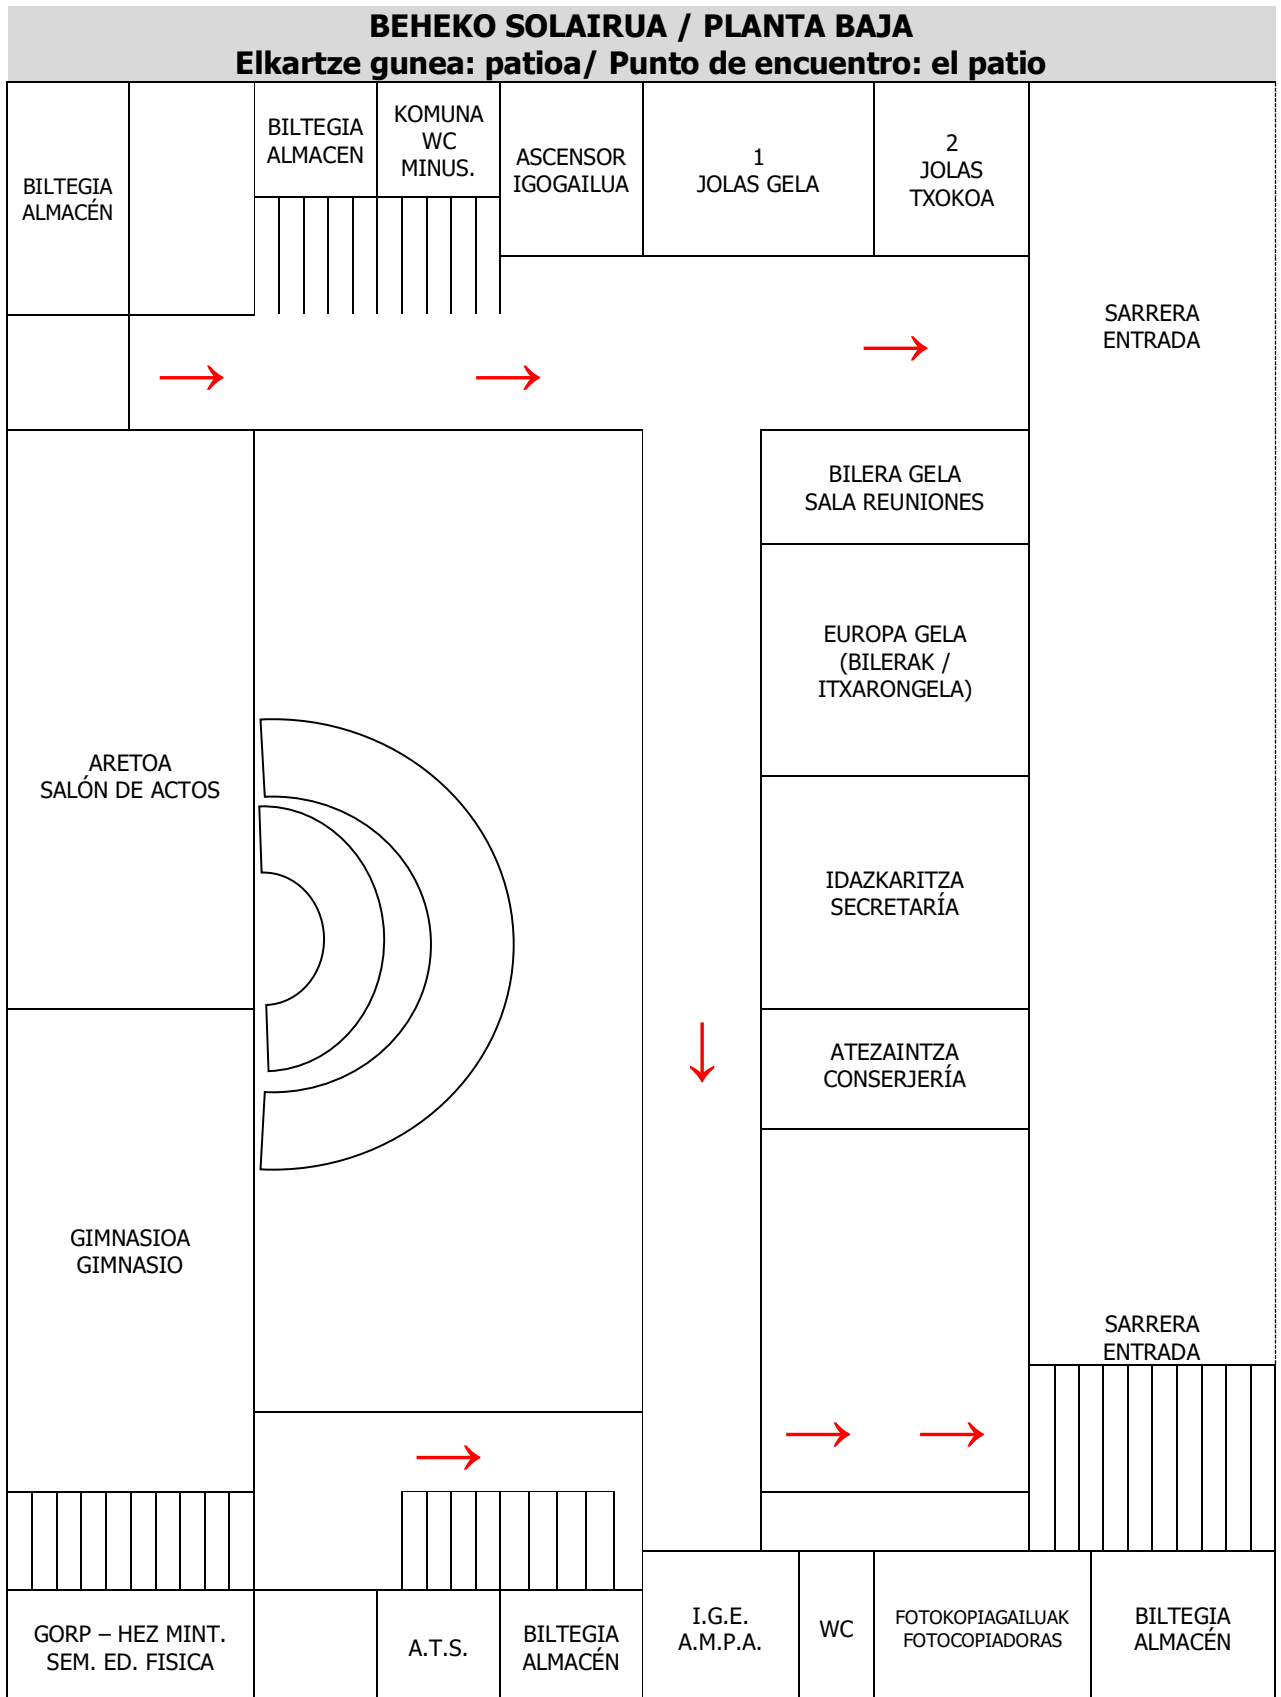 BEHEKO SOLAIRUA / PLANTA BAJA
Elkartze gunea: patioa/ Punto de encuentro: el patio
BILTEGIA
ALMACÉN
BILTEGIA
ALMACEN
KOMUNA
WC
MINUS.
ASCENSOR
IGOGAILUA
1
JOLAS GELA
2
JOLAS
TXOKOA
SARRERA
ENTRADA
BILERA GELA
SALA REUNIONES
EUROPA GELA
(BILERAK /
ITXARONGELA)
ARETOA
SALÓN DE ACTOS
IDAZKARITZA
SECRETARÍA
ATEZAINTZA
CONSERJERÍA
GIMNASIOA
GIMNASIO
SARRERA
ENTRADA
GORP – HEZ MINT.
SEM. ED. FISICA
A.T.S.
BILTEGIA
ALMACÉN
I.G.E.
A.M.P.A.
WC
FOTOKOPIAGAILUAK
FOTOCOPIADORAS
BILTEGIA
ALMACÉN